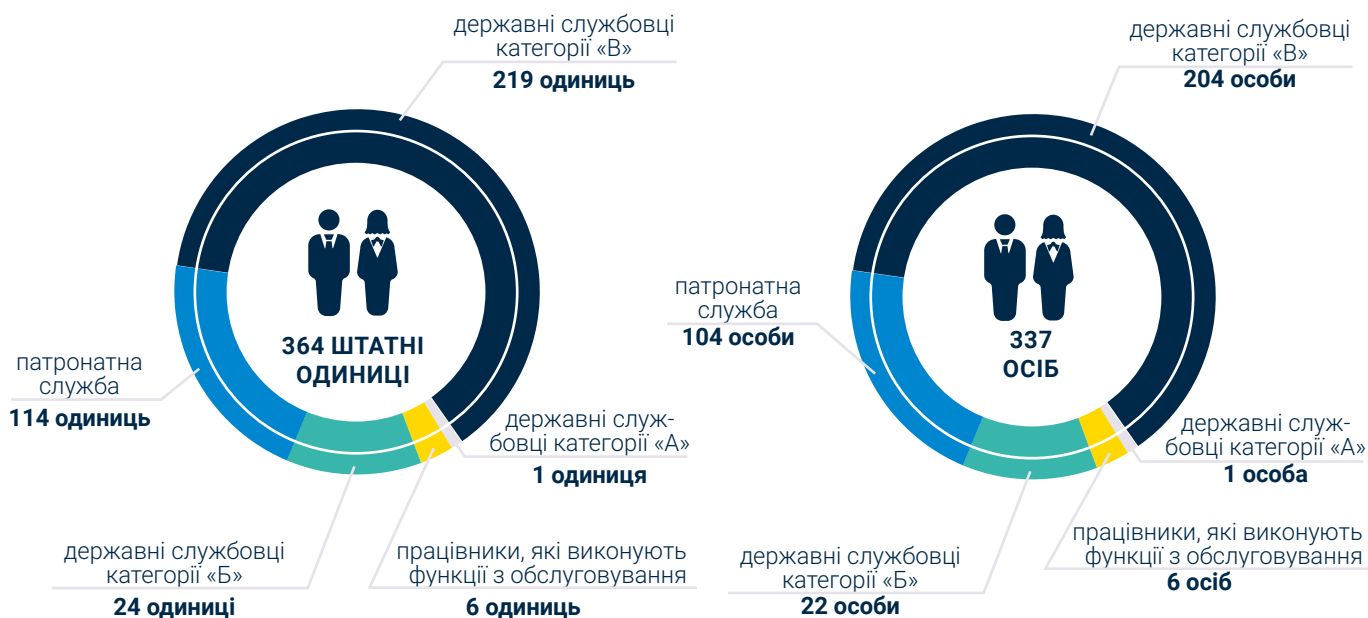 державні службовці
категорії «В»
219 одиниць
364 ШТАТНІ
ОДИНИЦІ
патронатна
служба
114 одиниць
державні служ-
бовці категорії «А»
1 одиниця
державні службовці
категорії «Б»
24 одиниці
працівники, які виконують
функції з обслуговування
6 одиниць
державні службовці
категорії «В»
204 особи
патронатна
служба
104 особи
337
ОСІБ
державні служ-
бовці категорії «А»
1 особа
державні службовці
категорії «Б»
22 особи
працівники, які виконують
функції з обслуговування
6 осіб